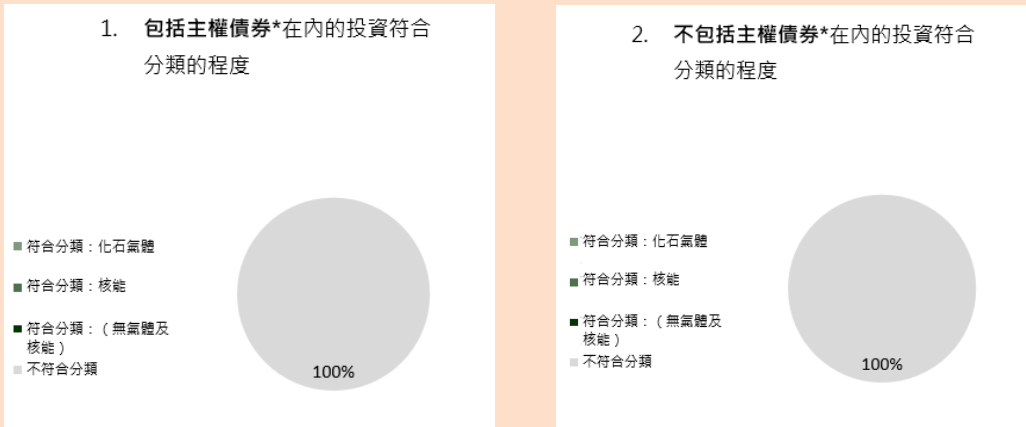 1. 包括主權債券*在內的投資符合
分類的程度
符合分類：化石氣體
符合分類：核能
符合分類：（無氣體及
核能）
不符合分類
100%
2. 不包括主權債券*在內的投資符合
分類的程度
符合分類：化石氣體
符合分類：核能
符合分類：（無氣體及
核能）
不符合分類
100%